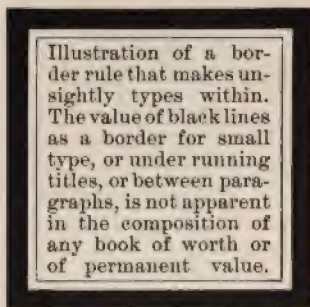 Illustration of a bor-
der rule that makes un-
sightly types within.
The value of black lines
as a border for small
type, or under running
titles, or between para-
graphs, is not apparent
in the composition of
any book of worth or
of permanent value.